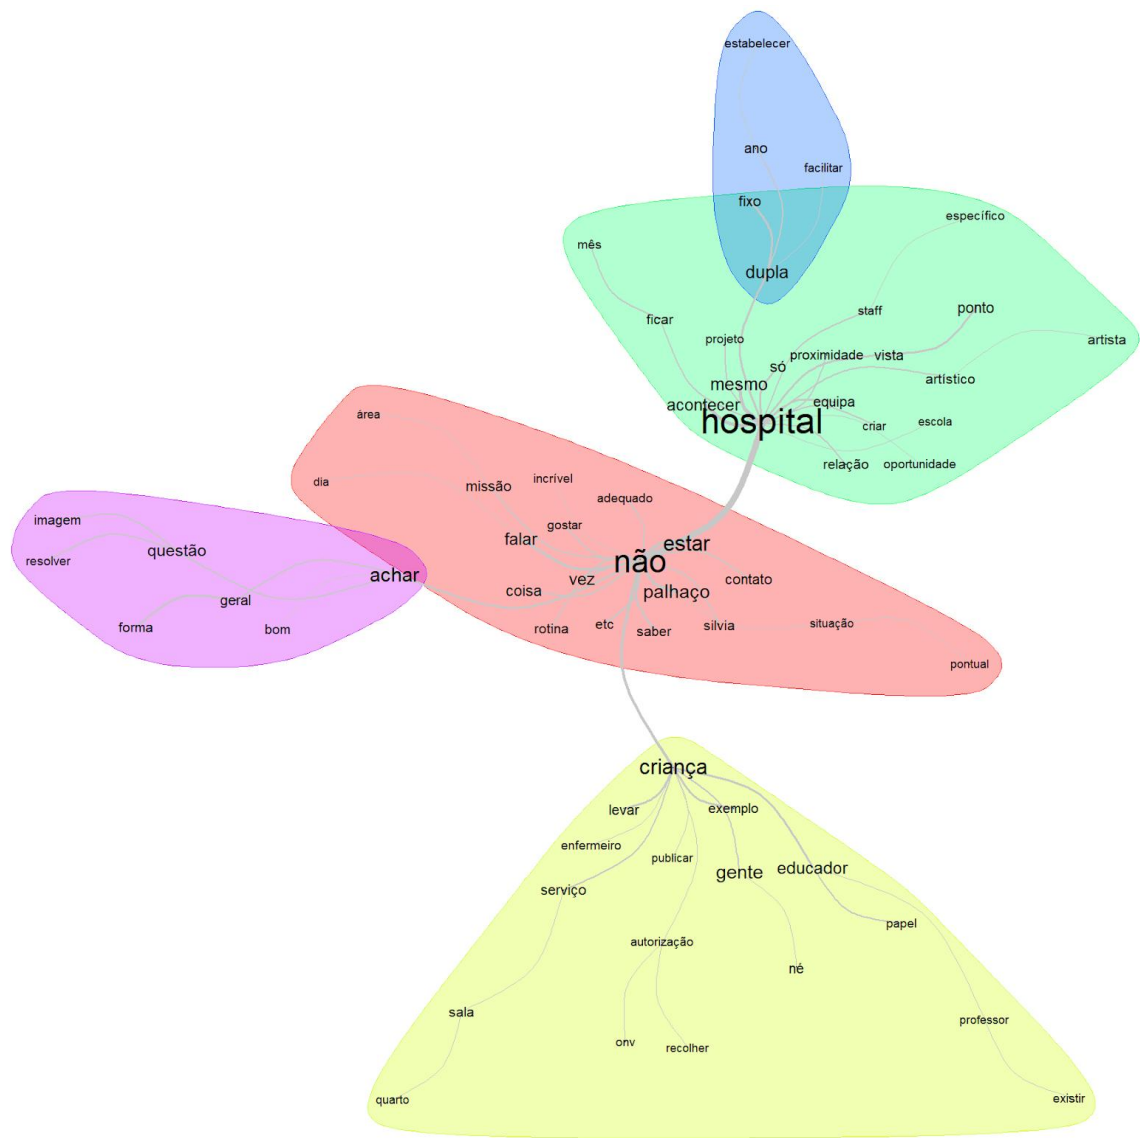 estabelecer
ano
facilitar
fixo
específico
mês
dupla
staff
ponto
ficar
projeto
artista
proximidade
vista
só
artístico
mesmo
equipa
acontecer
hospital
criar
escola
relação
oportunidade
área
dia
missão
incrível
adequado
gostar
falar
estar
não
vez
contato
coisa
palhaço
rotina
etc
saber
silvia
situação
pontual
imagem
questão
resolver
achar
geral
forma
bom
criança
levar
exemplo
enfermeiro
publicar
gente
educador
serviço
papel
autorização
né
sala
professor
onv
recolher
quarto
existir